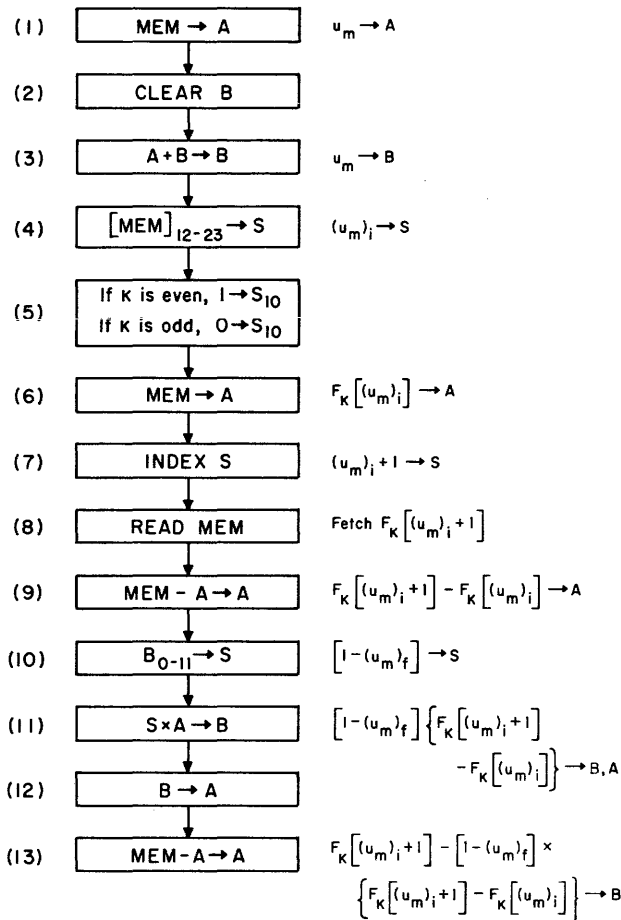 (1) MEM → A u_m → A
(2) CLEAR B
(3) A+B → B u_m → B
(4) [MEM]_12-23 → S (u_m)_i → S
(5) If K is even, 1 → S_10
If K is odd, 0 → S_10
(6) MEM → A F_K[(u_m)_i] → A
(7) INDEX S (u_m)_i + 1 → S
(8) READ MEM Fetch F_K[(u_m)_i + 1]
(9) MEM - A → A F_K[(u_m)_i + 1] - F_K[(u_m)_i] → A
(10) B_0-11 → S [1-(u_m)_f] → S
(11) S × A → B [1-(u_m)_f] {F_K[(u_m)_i + 1]
- F_K[(u_m)_i]} → B, A
(12) B → A
(13) MEM-A → A F_K[(u_m)_i + 1] - [1-(u_m)_f] ×
{F_K[(u_m)_i + 1] - F_K[(u_m)_i]} → B